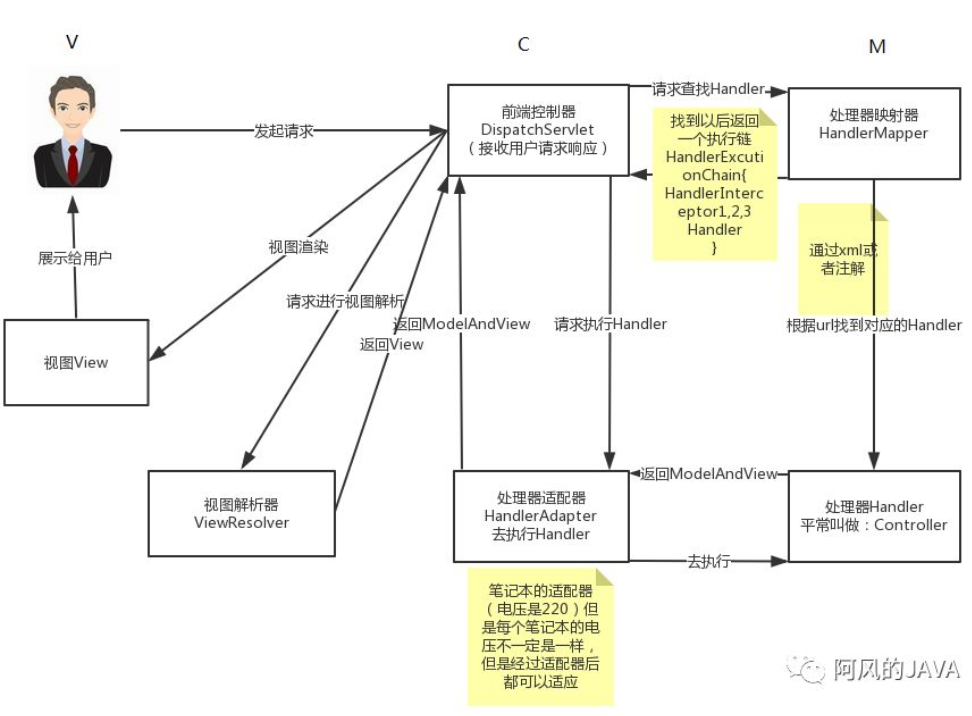 V
C
M
发起请求
前端控制器
DispatchServlet
（接收用户请求响应）
请求查找Handler
处理器映射器
HandlerMapper
找到以后返回
一个执行链
HandlerExcuti
onChain{
HandlerInterc
eptor1,2,3
Handler
}
通过xml或
者注解
展示给用户
视图渲染
请求进行视图解析
返回ModelAndView
返回View
请求执行Handler
根据url找到对应的Handler
视图View
视图解析器
ViewResolver
处理器适配器
HandlerAdapter
去执行Handler
返回ModelAndView
处理器Handler
平常叫做：Controller
去执行
笔记本的适配器
（电压是220）但
是每个笔记本的电
压不一定是一样，
但是经过适配器后
都可以适应
阿风的JAVA